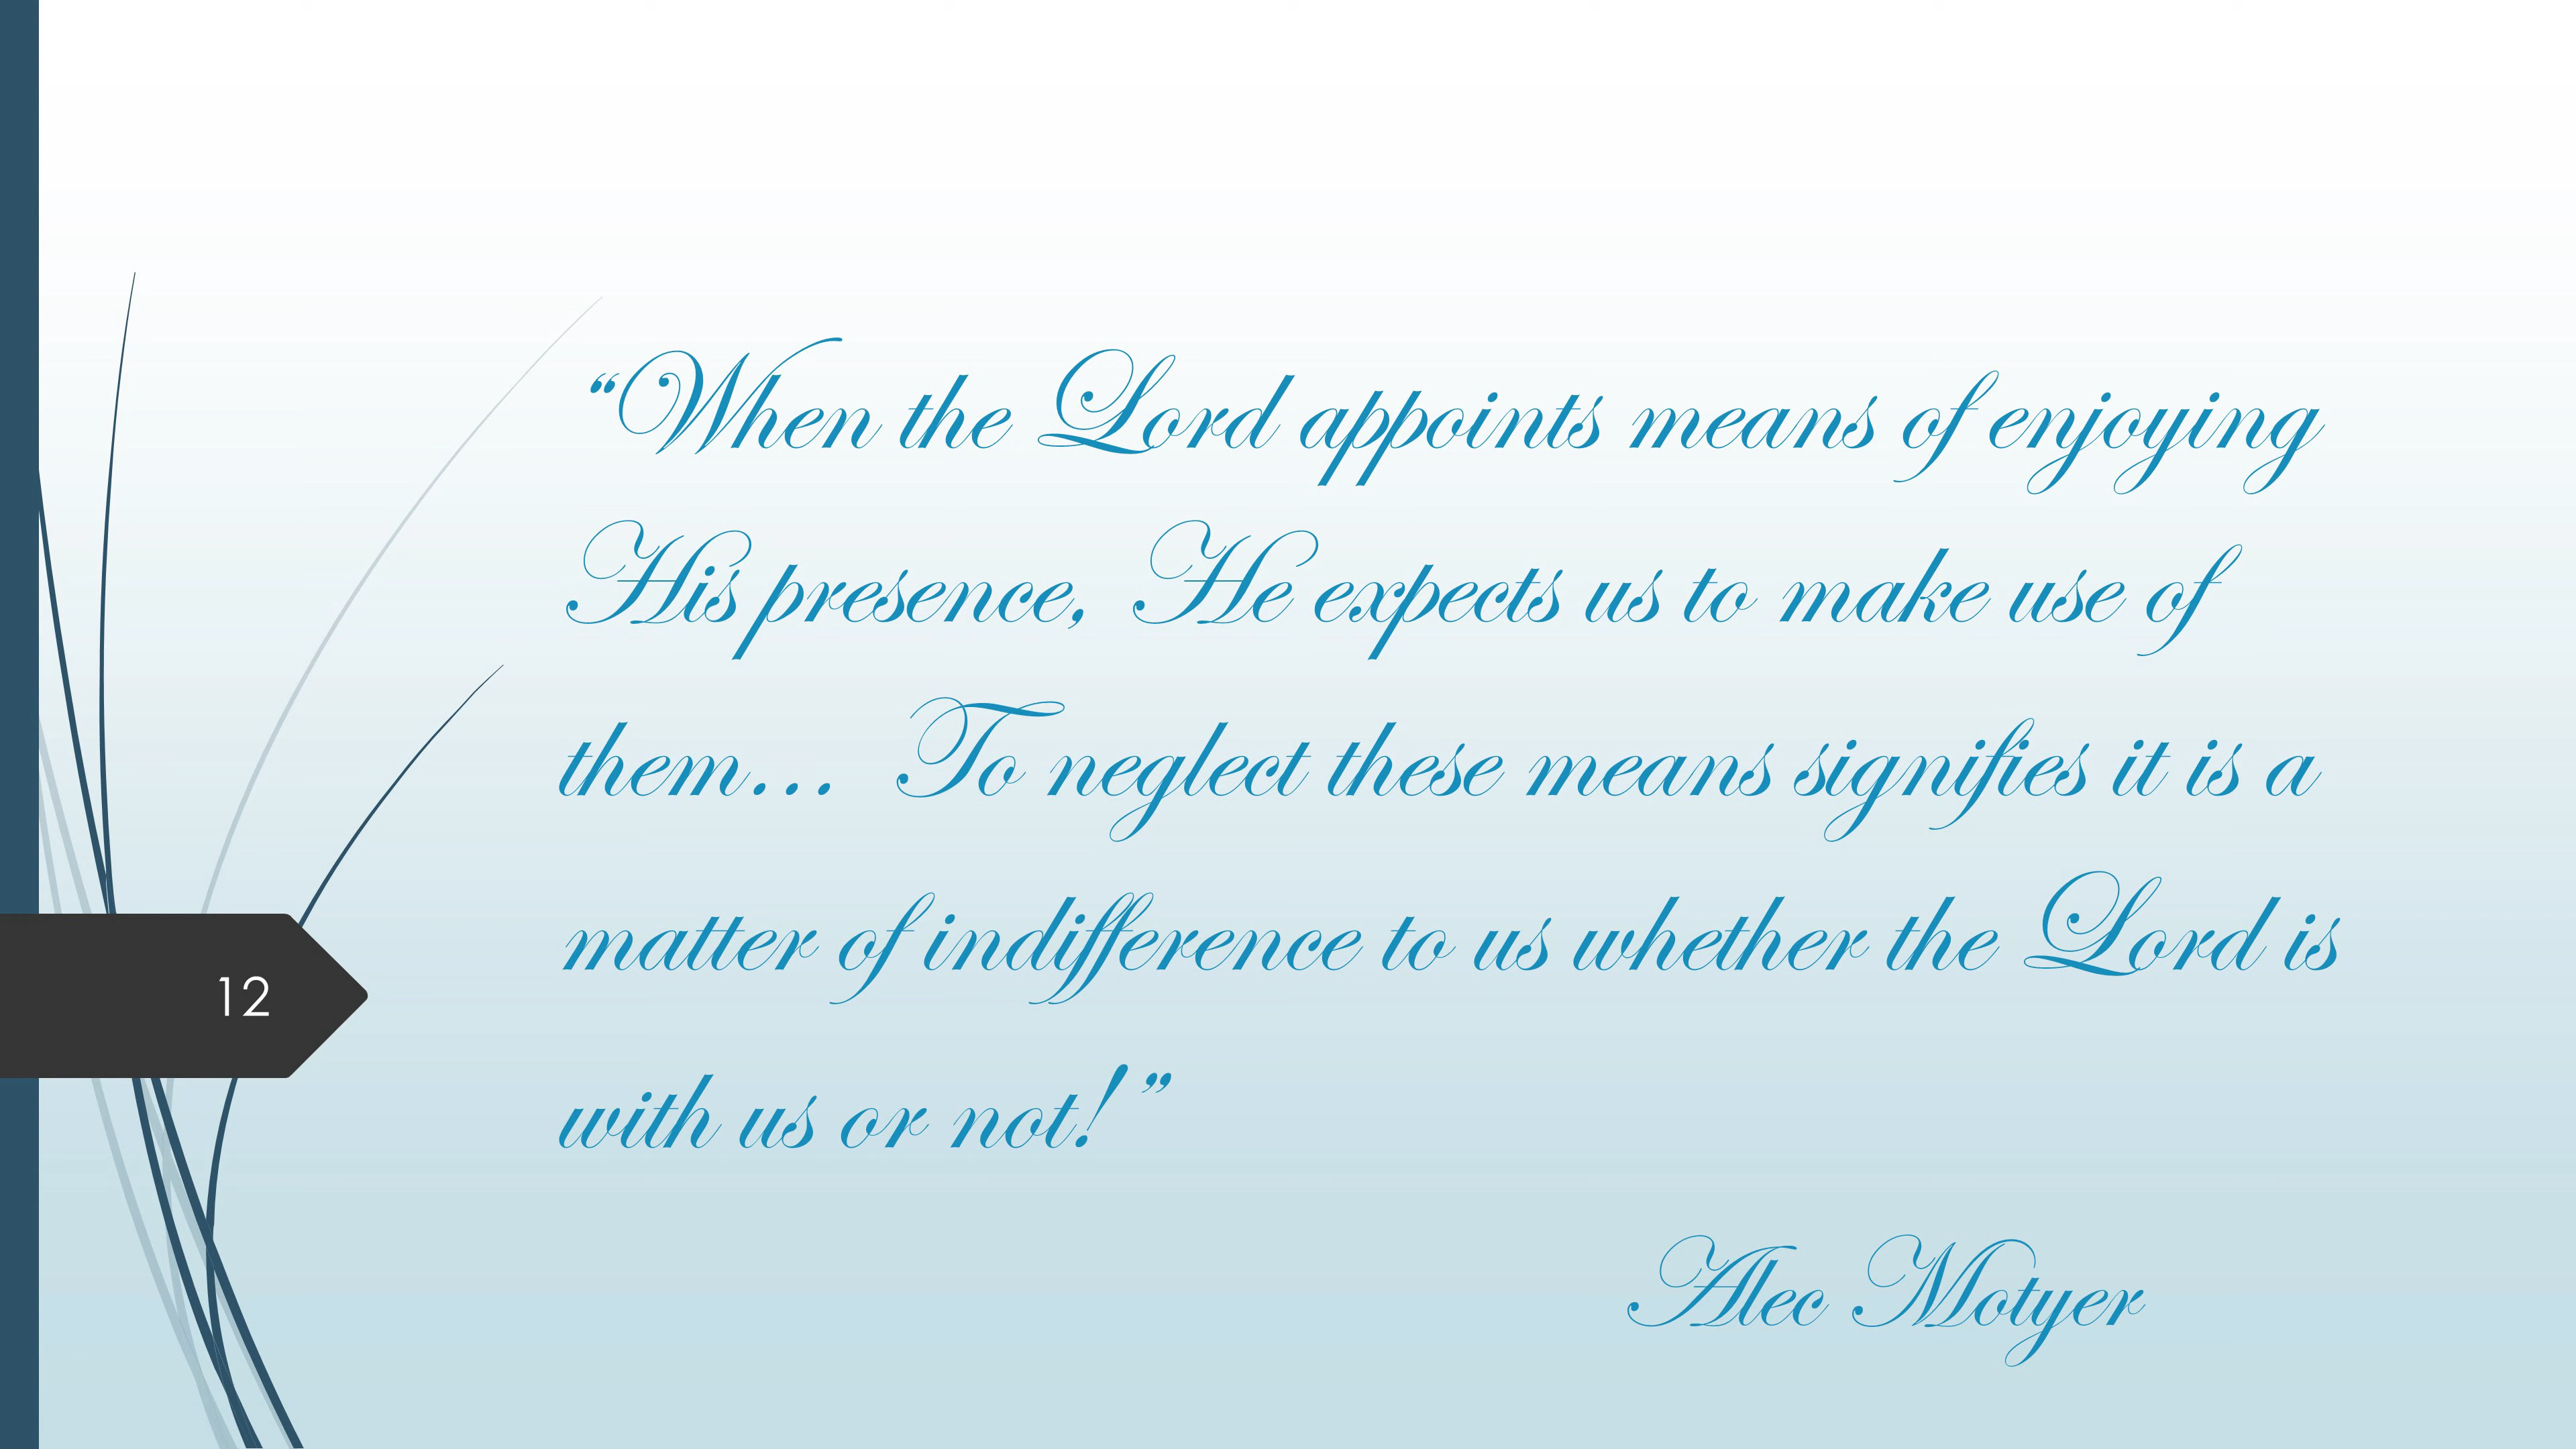 “When the Lord appoints means of enjoying
His presence, He expects us to make use of
them… To neglect these means signifies it is a
matter of indifference to us whether the Lord is
with us or not!”
12
Alec Motyer